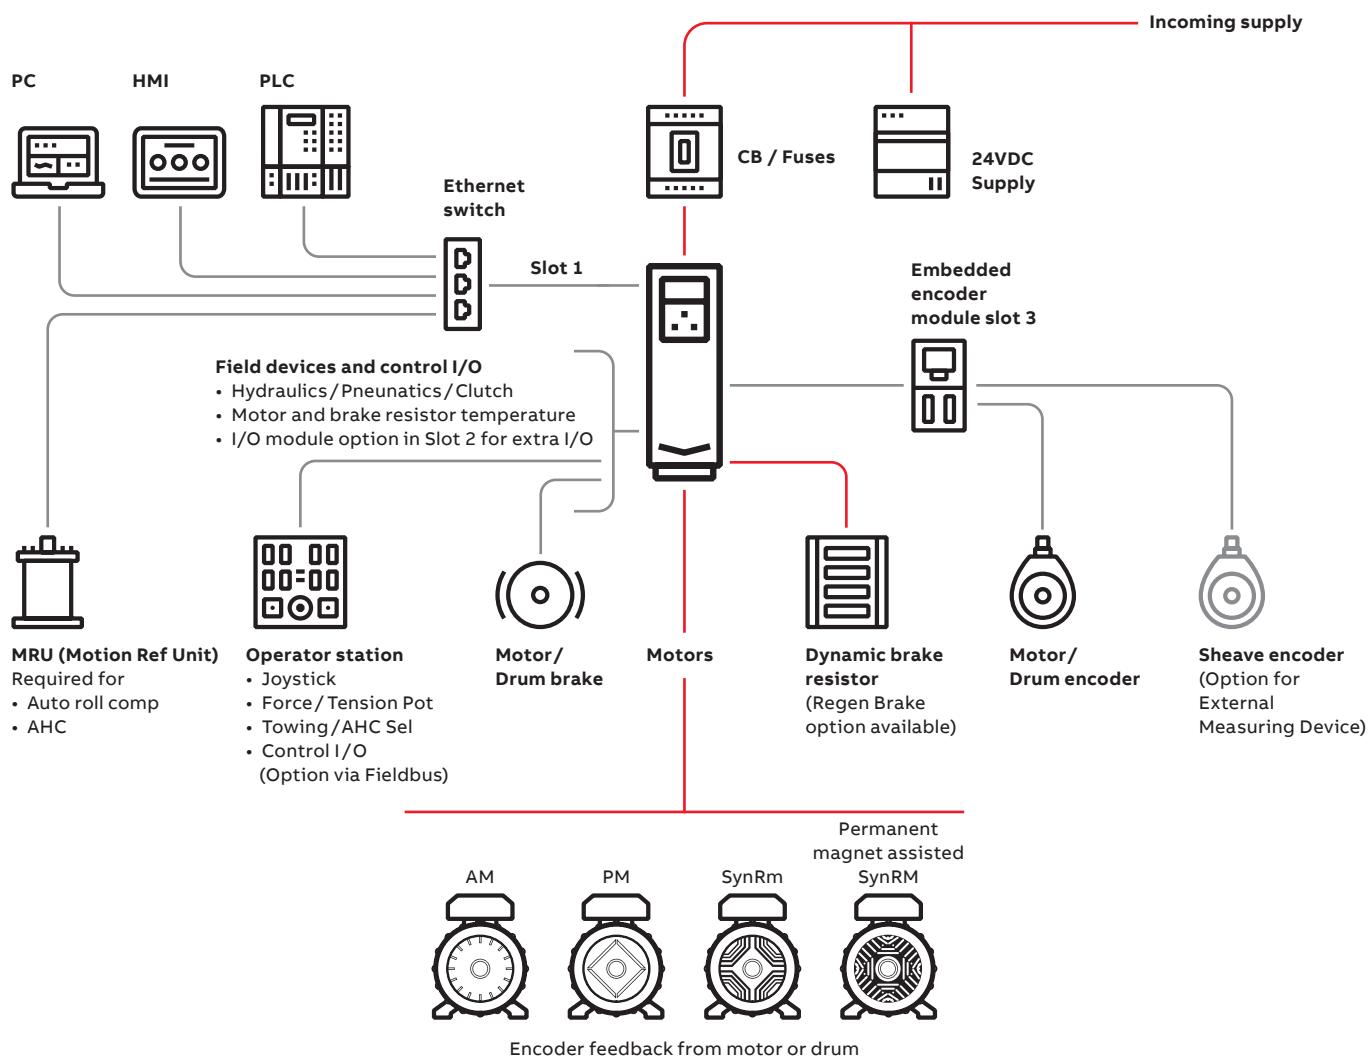 Incoming supply
PC
HMI
PLC
CB / Fuses
24VDC
Supply
Ethernet
switch
Slot 1
Embedded
encoder
module slot 3
Field devices and control I/O
• Hydraulics / Pneunatics / Clutch
• Motor and brake resistor temperature
• I/O module option in Slot 2 for extra I/O
MRU (Motion Ref Unit)
Required for
• Auto roll comp
• AHC
Operator station
• Joystick
• Force / Tension Pot
• Towing / AHC Sel
• Control I/O
(Option via Fieldbus)
Motor/
Drum brake
Motors
Dynamic brake
resistor
(Regen Brake
option available)
Motor/
Drum encoder
Sheave encoder
(Option for
External
Measuring Device)
AM
PM
SynRm
Permanent
magnet assisted
SynRM
Encoder feedback from motor or drum